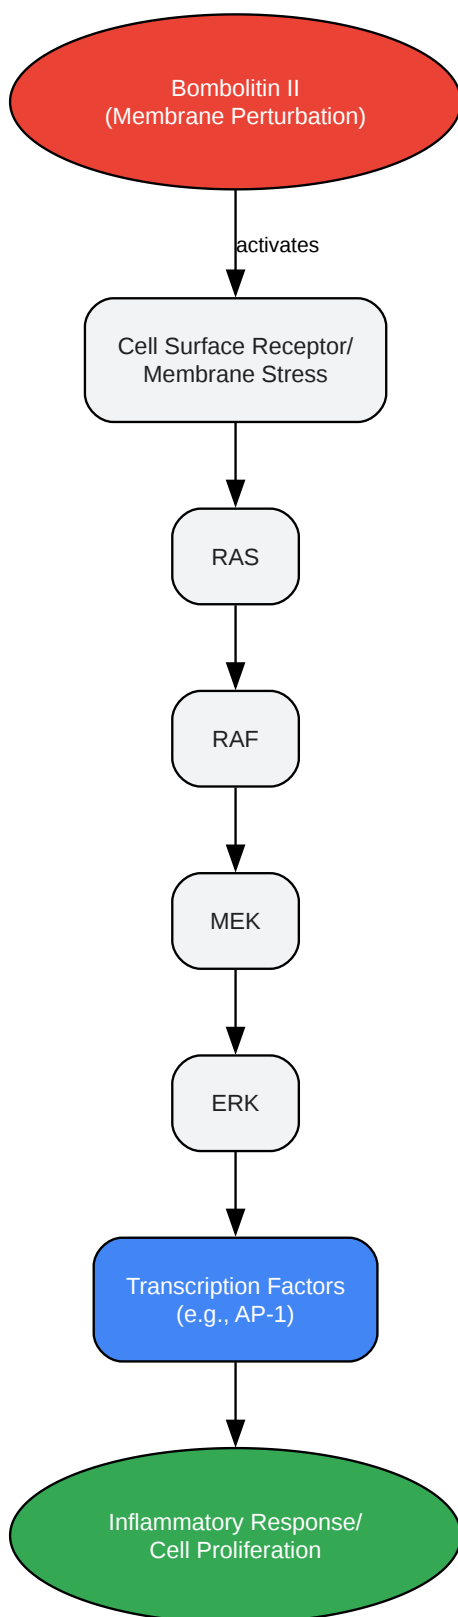 Bombolitin II
(Membrane Perturbation)
activates
Cell Surface Receptor/
Membrane Stress
RAS
RAF
MEK
ERK
Transcription Factors
(e.g., AP-1)
Inflammatory Response/
Cell Proliferation